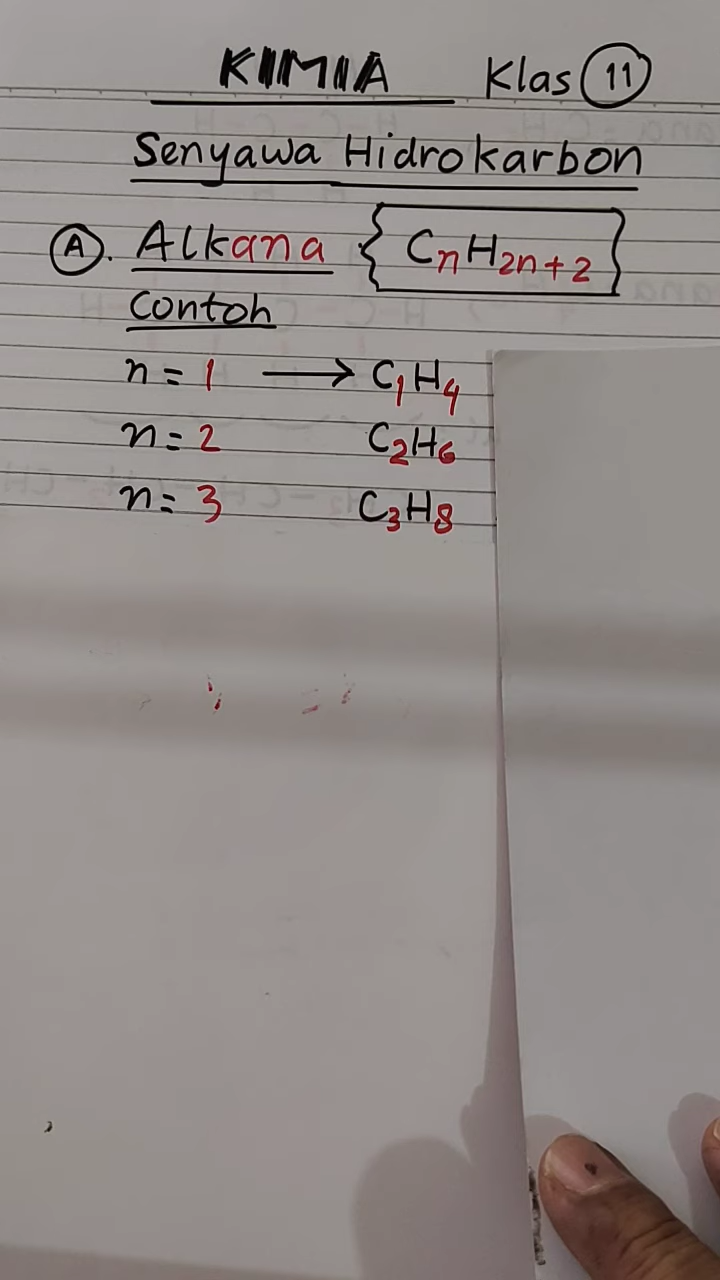 KIMIA Klas 11
Senyawa Hidrokarbon
A. Alkana { CnH2n+2 }
Contoh
n = 1 → C1H4
n = 2 C2H6
n = 3 C3H8